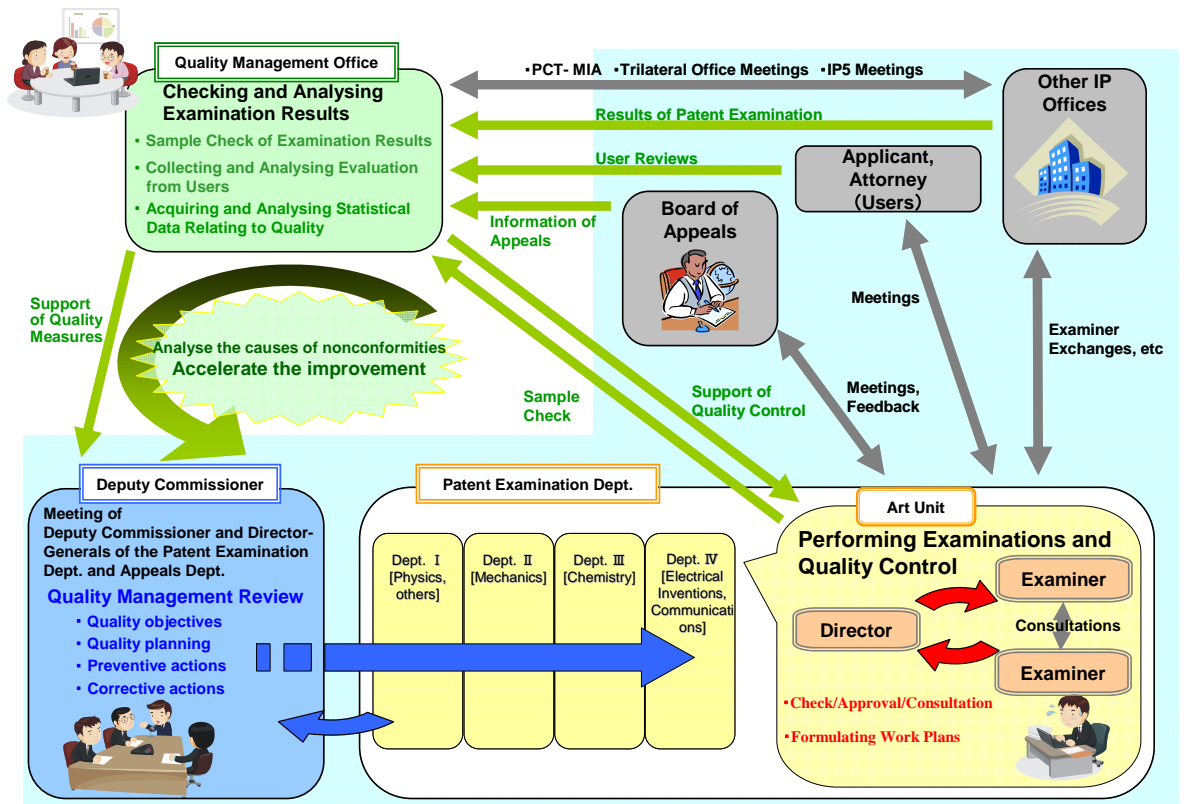 Quality Management Office
Checking and Analysing
Examination Results
・Sample Check of Examination Results
・Collecting and Analysing Evaluation
from Users
・Acquiring and Analysing Statistical
Data Relating to Quality
・PCT- MIA ・Trilateral Office Meetings ・IP5 Meetings
Results of Patent Examination
User Reviews
Information of
Appeals
Other IP
Offices
Applicant,
Attorney
（Users）
Board of
Appeals
Support
of Quality
Measures
Analyse the causes of nonconformities
Accelerate the improvement
Sample
Check
Support of
Quality Control
Meetings,
Feedback
Meetings
Examiner
Exchanges, etc
Deputy Commissioner
Meeting of
Deputy Commissioner and Director-
Generals of the Patent Examination
Dept. and Appeals Dept.
Quality Management Review
・Quality objectives
・Quality planning
・Preventive actions
・Corrective actions
Patent Examination Dept.
Dept. Ⅰ
[Physics,
others]
Dept. Ⅱ
[Mechanics]
Dept. Ⅲ
[Chemistry]
Dept. Ⅳ
[Electrical
Inventions,
Communicati
ons]
Art Unit
Performing Examinations and
Quality Control
Director
Examiner
Consultations
Examiner
・Check/Approval/Consultation
・Formulating Work Plans